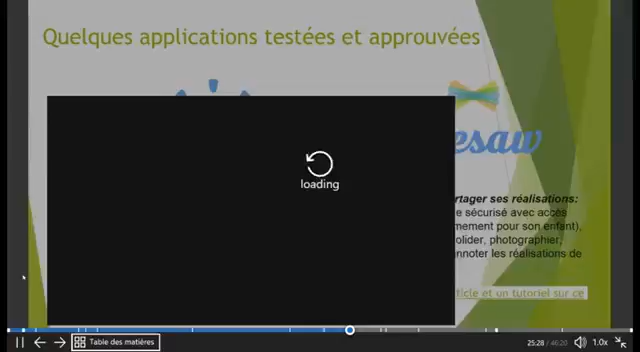 Quelques applications testées et approuvées
esaw
loading
rtager ses réalisations:
e sécurisé avec accès
mement pour son enfant),
olider, photographier,
nnoter les réalisations de
ticle et un tutoriel sur ce
Table des matières
25:28 / 46:20
1.0x